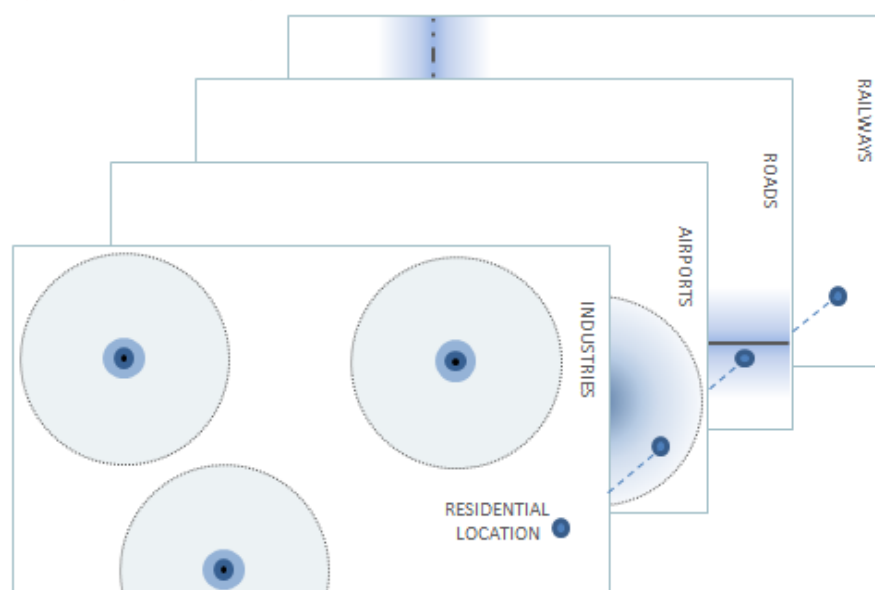 RAILWAYS
ROADS
AIRPORTS
INDUSTRIES
RESIDENTIAL
LOCATION